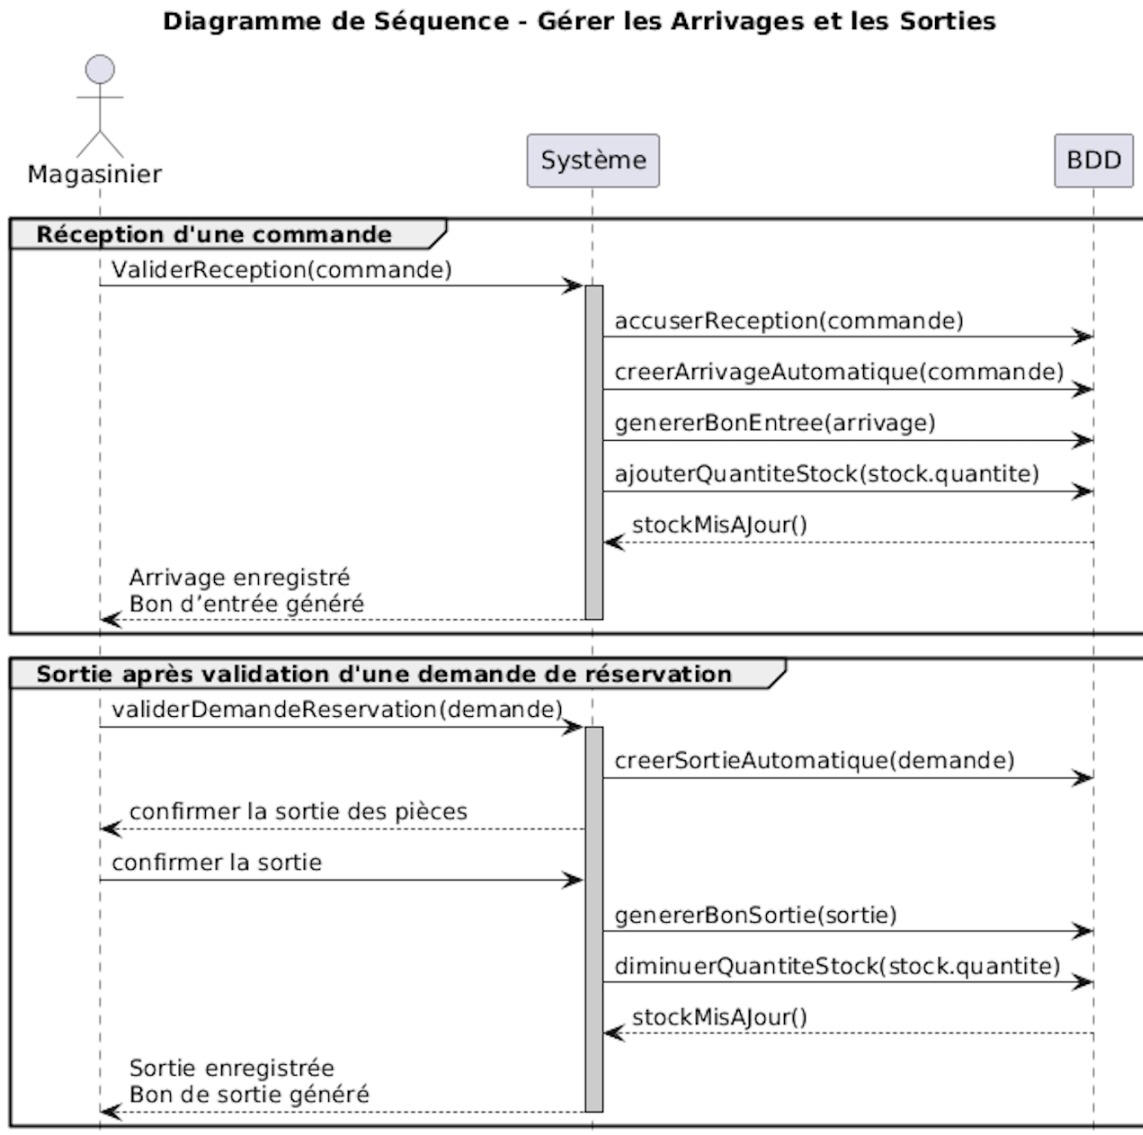 Diagramme de Séquence - Gérer les Arrivages et les Sorties
Magasinier
Système
BDD
Réception d'une commande
ValiderReception(commande)
accuserReception(commande)
creerArrivageAutomatique(commande)
genererBonEntree(arrivage)
ajouterQuantiteStock(stock.quantite)
stockMisAJour()
Arrivage enregistré
Bon d’entrée généré
Sortie après validation d'une demande de réservation
validerDemandeReservation(demande)
creerSortieAutomatique(demande)
confirmer la sortie des pièces
confirmer la sortie
genererBonSortie(sortie)
diminuerQuantiteStock(stock.quantite)
stockMisAJour()
Sortie enregistrée
Bon de sortie généré